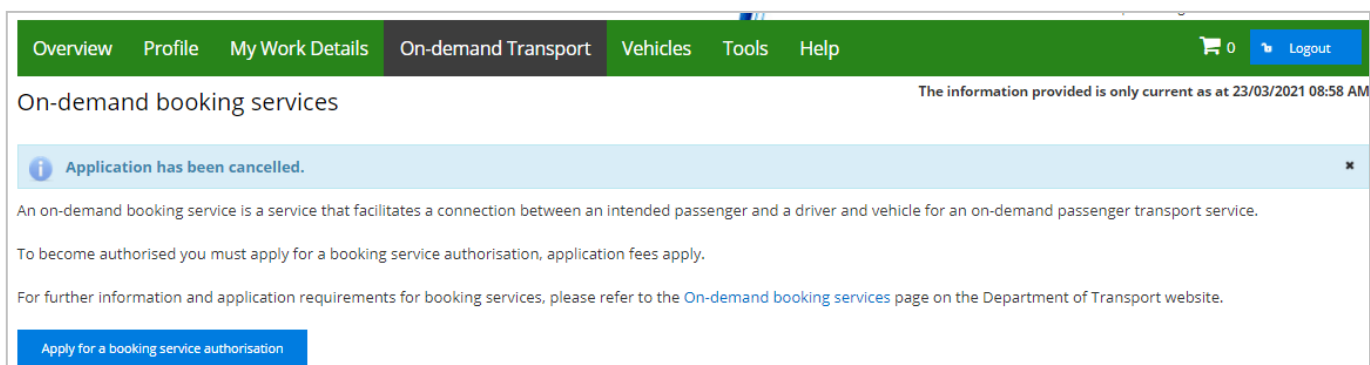 Overview Profile My Work Details On-demand Transport Vehicles Tools Help 0 Logout
On-demand booking services
The information provided is only current as at 23/03/2021 08:58 AM
Application has been cancelled.
An on-demand booking service is a service that facilitates a connection between an intended passenger and a driver and vehicle for an on-demand passenger transport service.
To become authorised you must apply for a booking service authorisation, application fees apply.
For further information and application requirements for booking services, please refer to the On-demand booking services page on the Department of Transport website.
Apply for a booking service authorisation